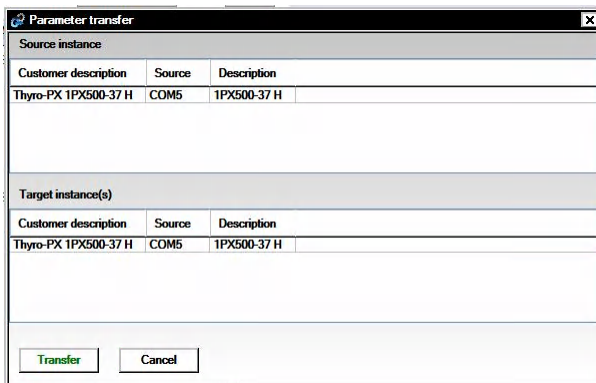 Parameter transfer
Source instance
Customer description Source Description
Thyro-PX 1PX500-37 H COM5 1PX500-37 H
Target instance(s)
Customer description Source Description
Thyro-PX 1PX500-37 H COM5 1PX500-37 H
Transfer Cancel